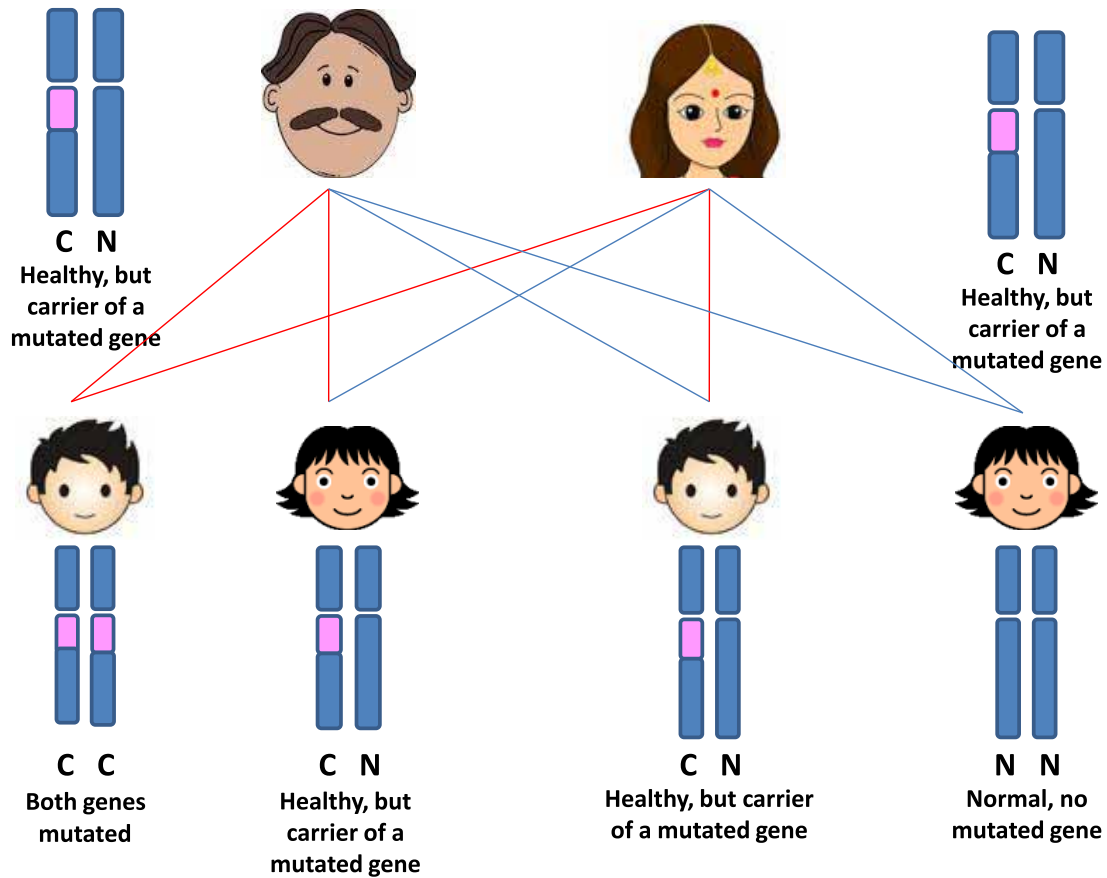 C N
Healthy, but
carrier of a
mutated gene
C N
Healthy, but
carrier of a
mutated gene
C C
Both genes
mutated
C N
Healthy, but
carrier of a
mutated gene
C N
Healthy, but carrier
of a mutated gene
N N
Normal, no
mutated gene